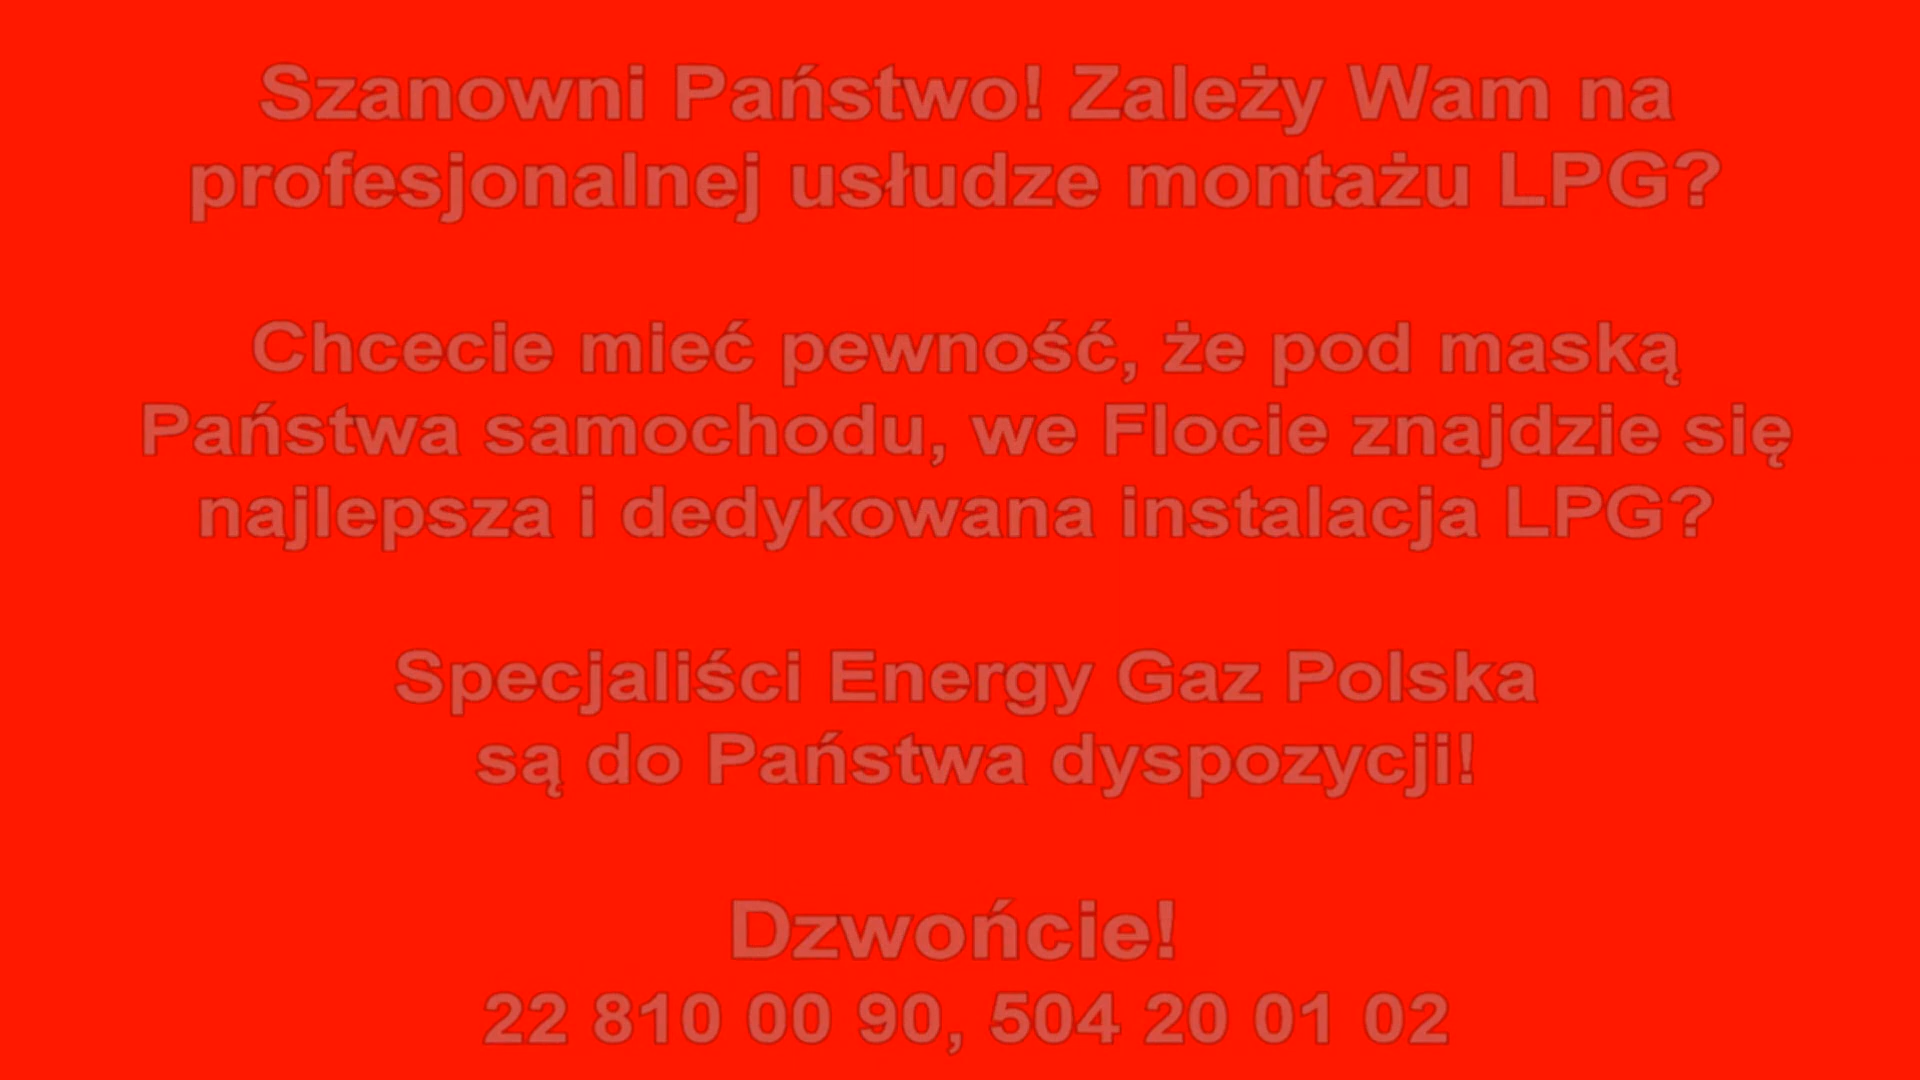 Szanowni Państwo! Zależy Wam na
profesjonalnej usłudze montażu LPG?
Chcecie mieć pewność, że pod maską
Państwa samochodu, we Flocie znajdzie się
najlepsza i dedykowana instalacja LPG?
Specjaliści Energy Gaz Polska
są do Państwa dyspozycji!
Dzwońcie!
22 810 00 90, 504 20 01 02